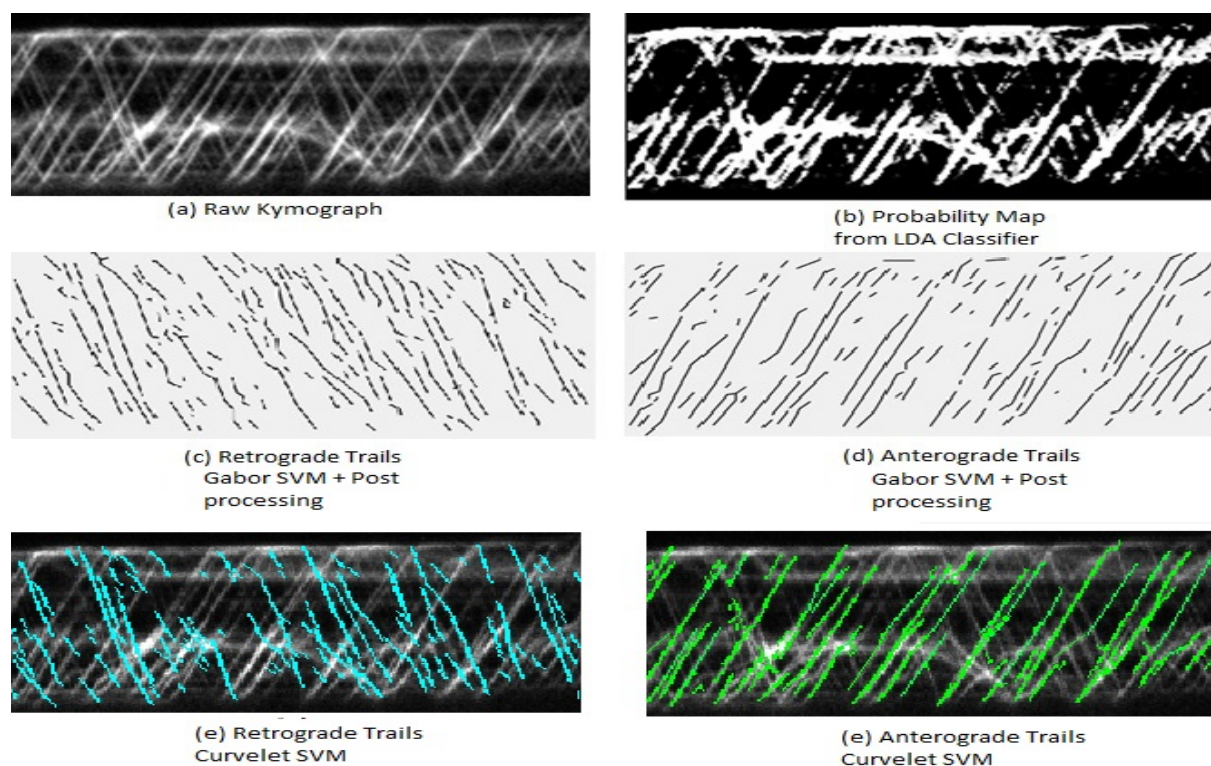 (a) Raw Kymograph
(b) Probability Map
from LDA Classifier
(c) Retrograde Trails
Gabor SVM + Post
processing
(d) Anterograde Trails
Gabor SVM + Post
processing
(e) Retrograde Trails
Curvelet SVM
(e) Anterograde Trails
Curvelet SVM